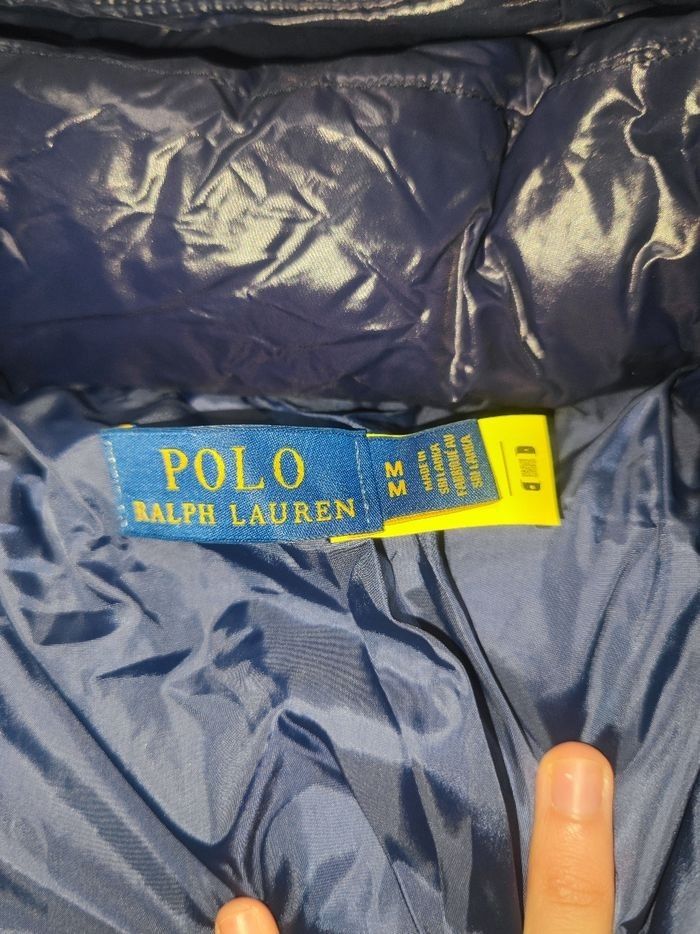 POLO
RALPH LAUREN
M
M
MADE IN
SRI LANKA
FABRIQUÉ AU
SRI LANKA